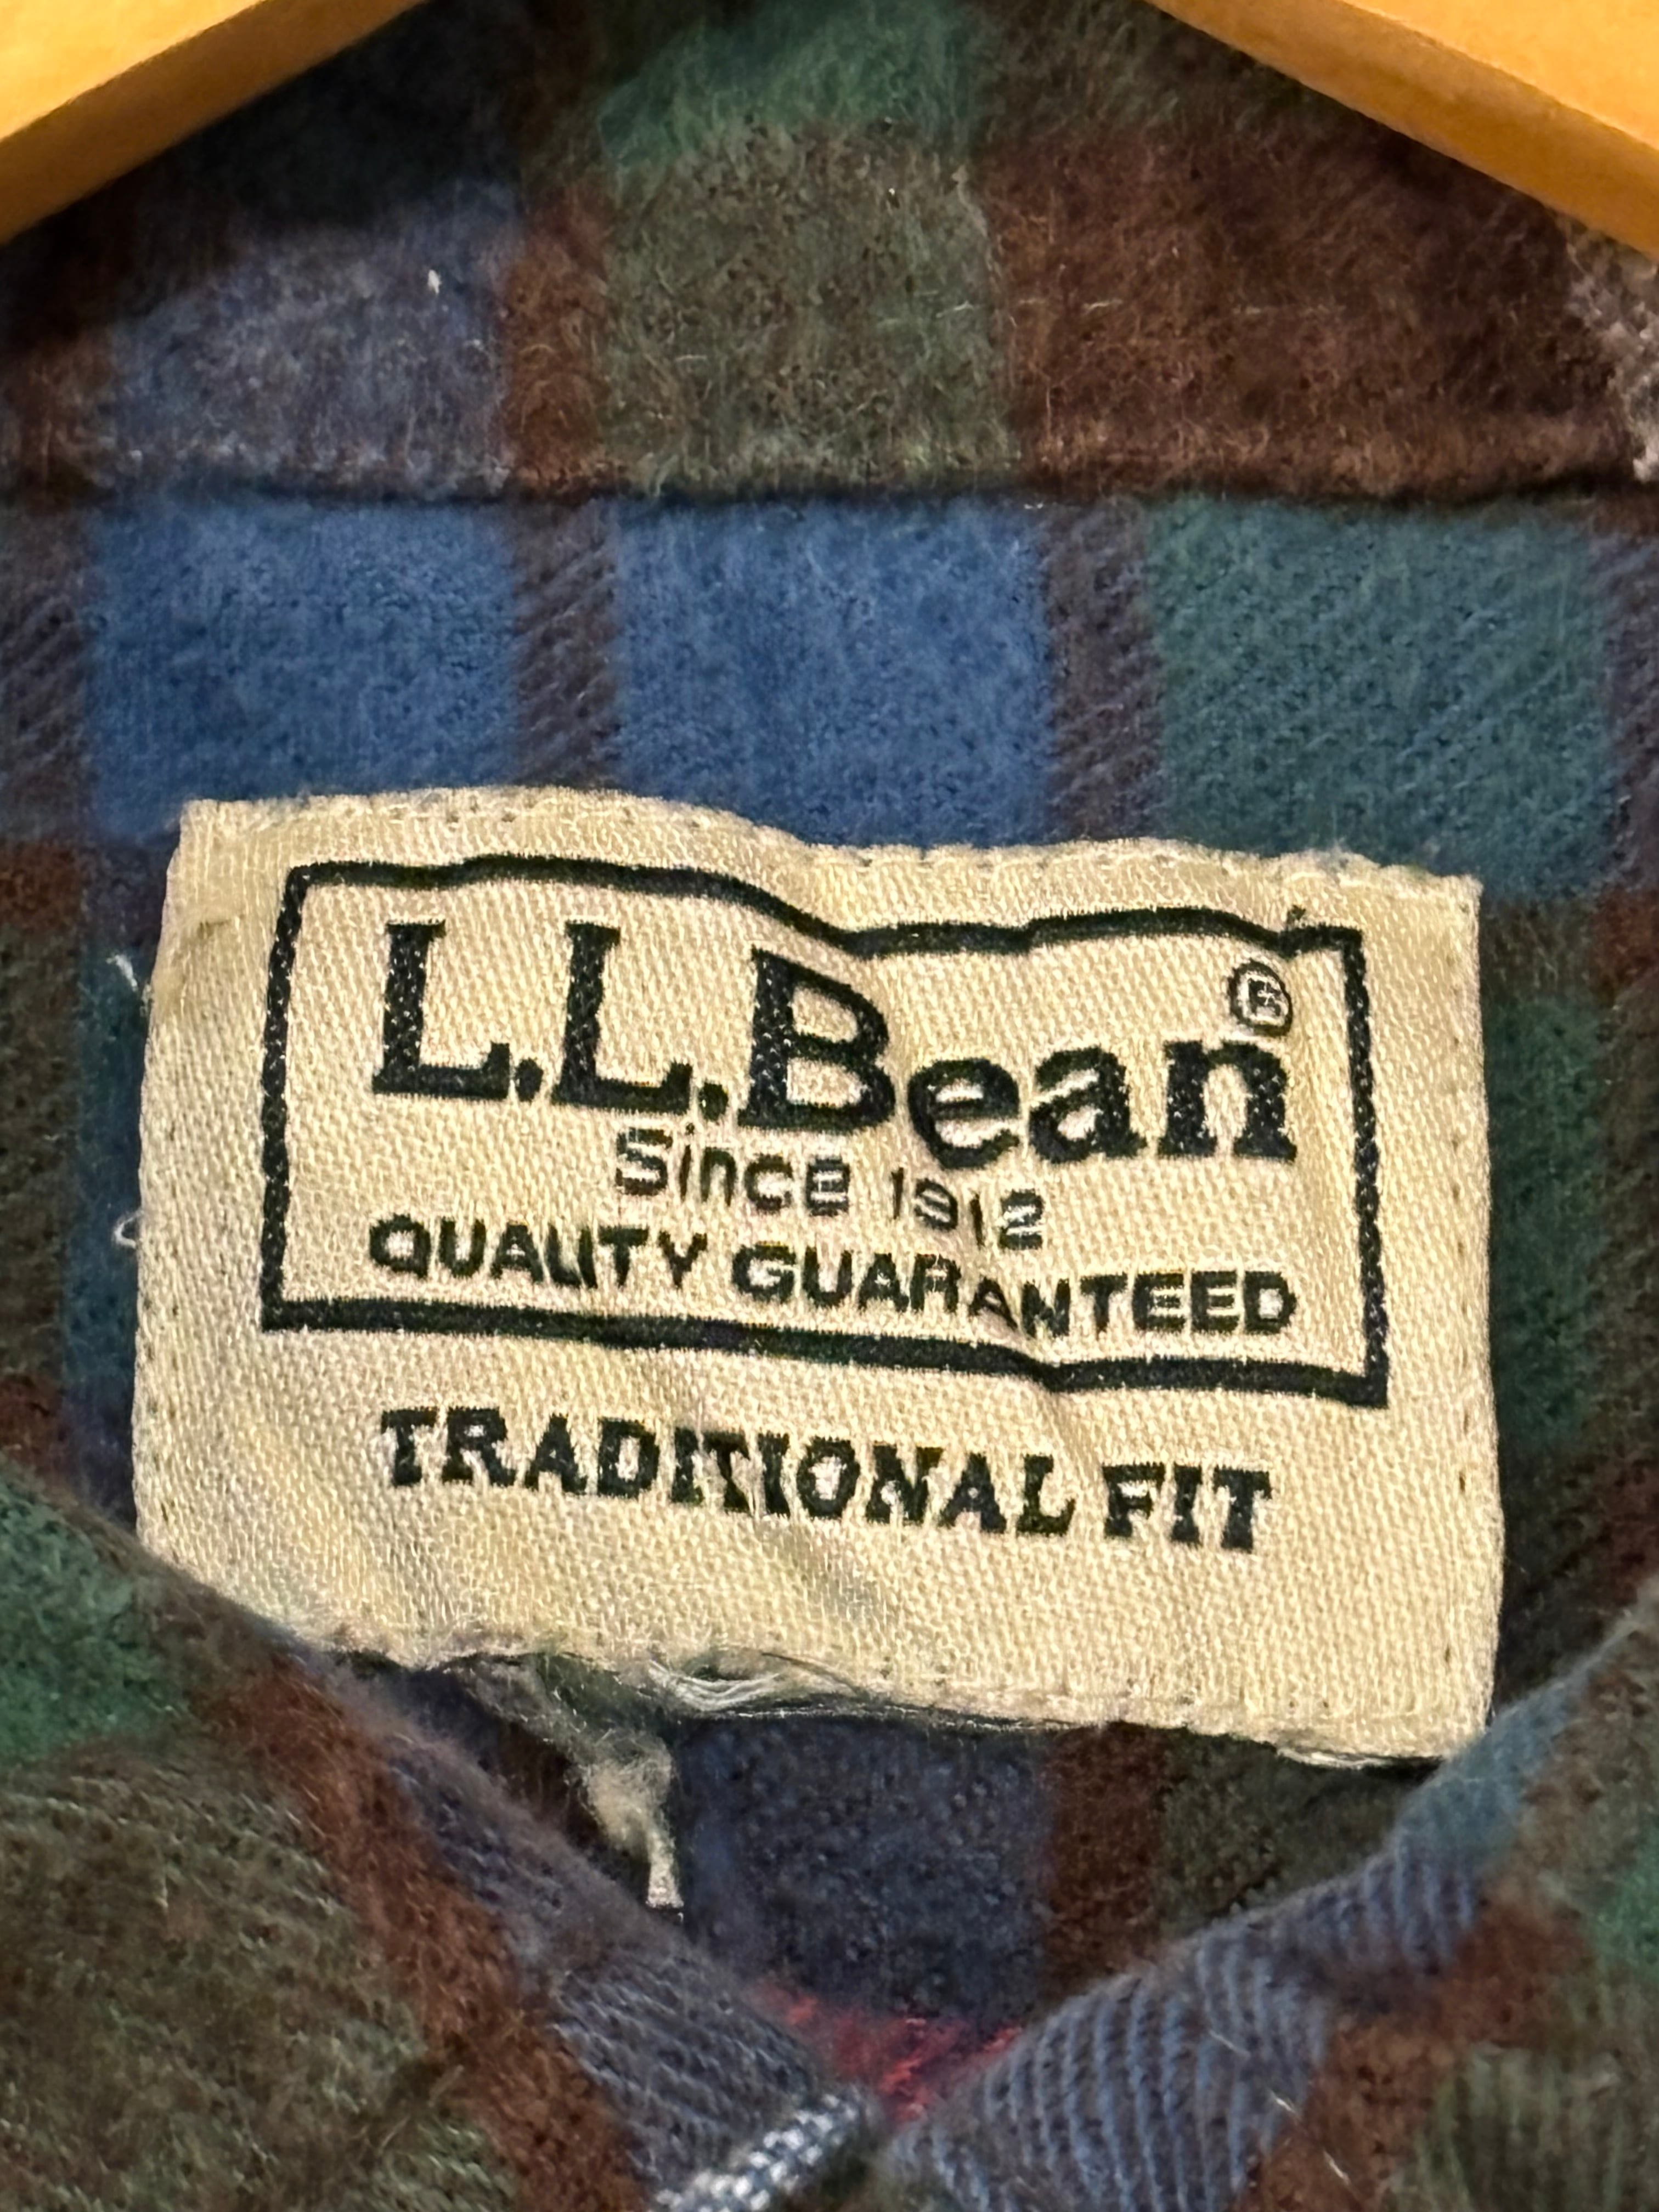 L.L.Bean®
Since 1912
QUALITY GUARANTEED
TRADITIONAL FIT